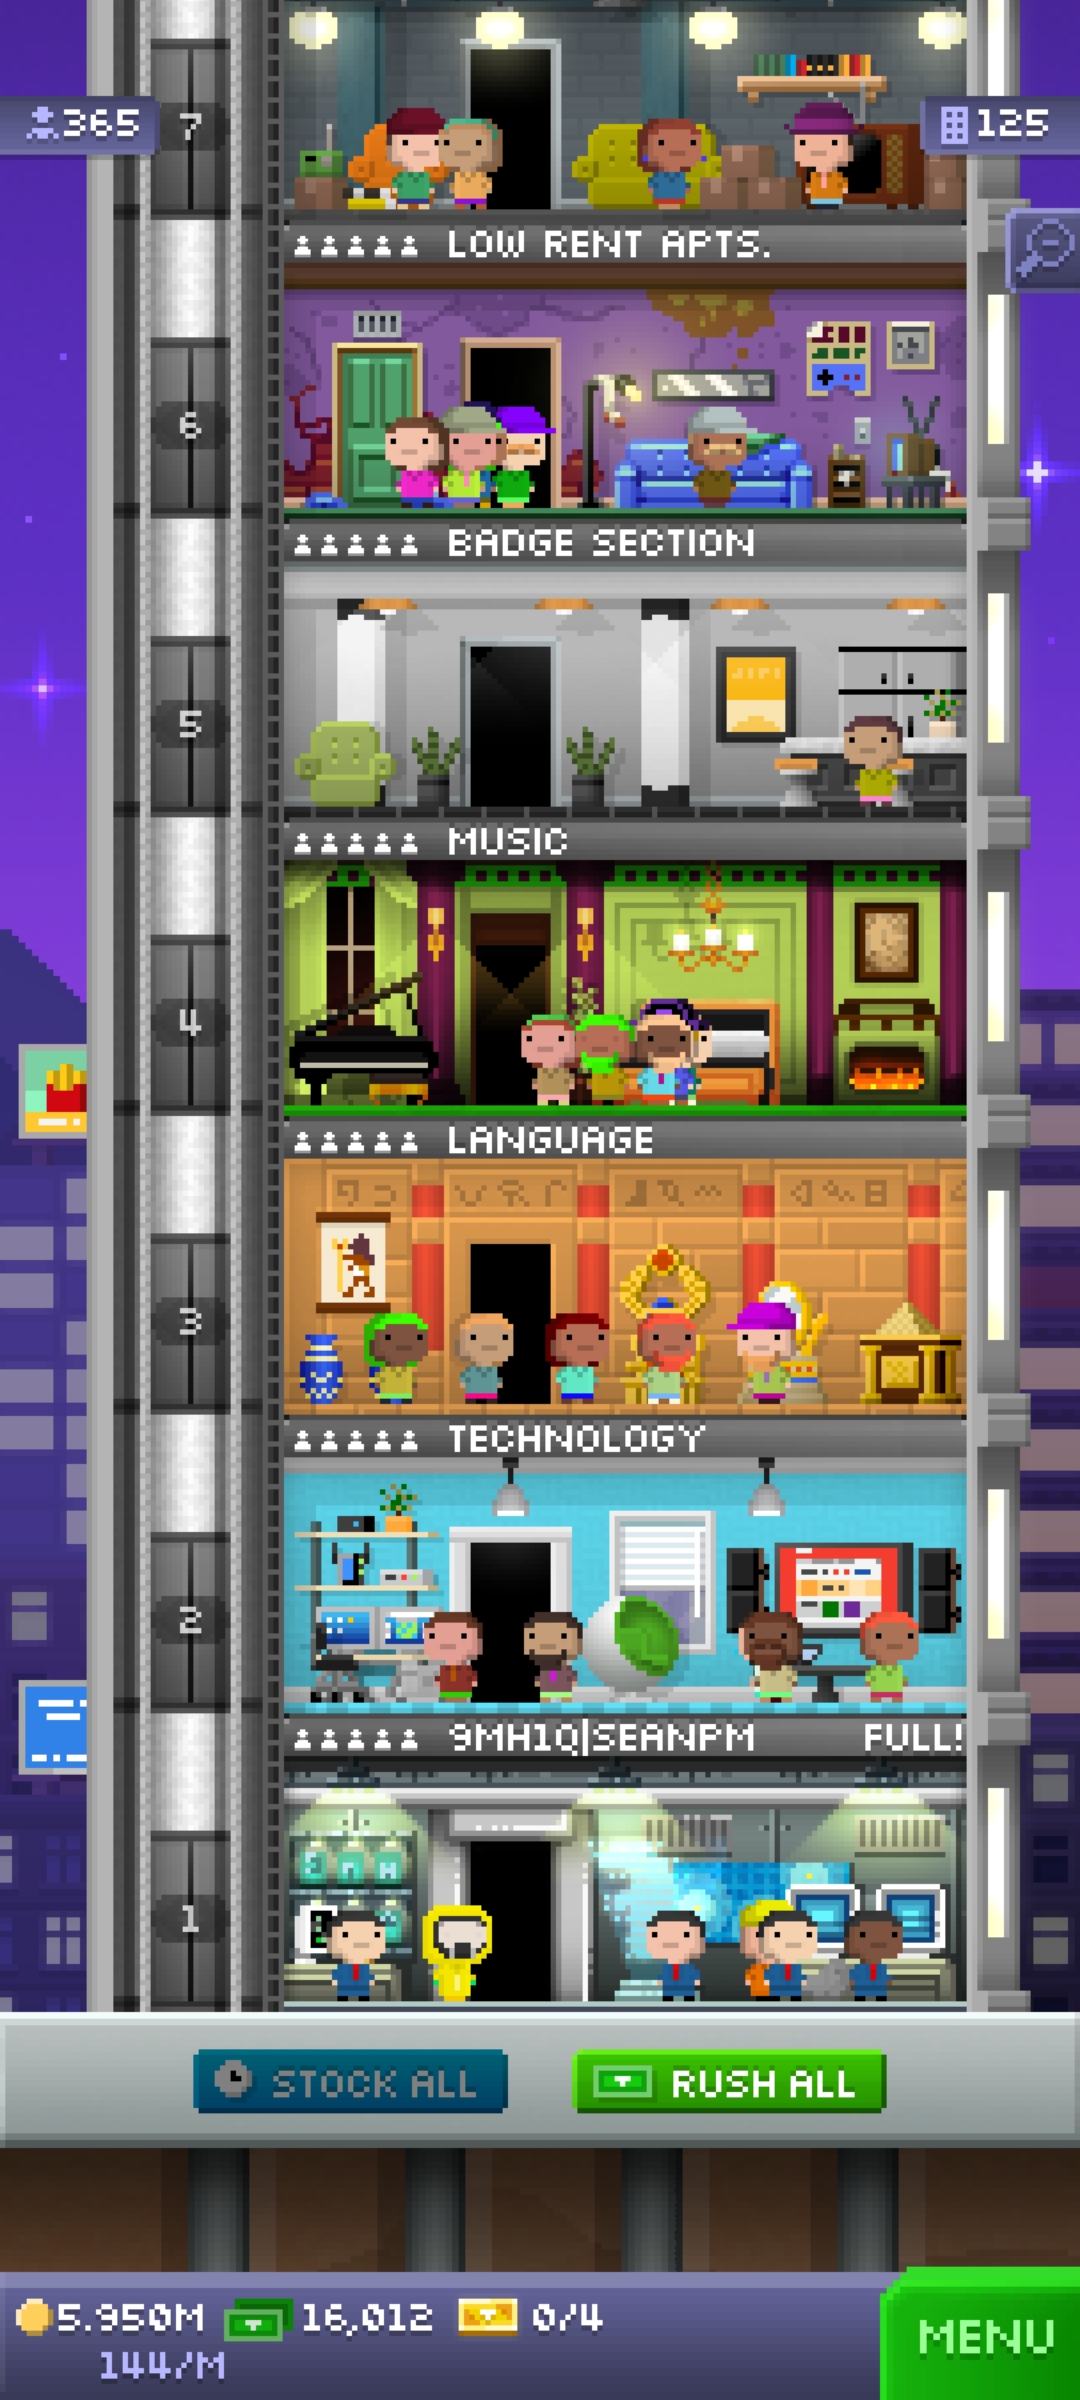 365
7
125
LOW RENT APTS.
6
BADGE SECTION
5
MUSIC
4
LANGUAGE
3
TECHNOLOGY
2
9MH1Q|SEANPM FULL!
1
STOCK ALL
RUSH ALL
5.950M 16,012 0/4
144/M
MENU